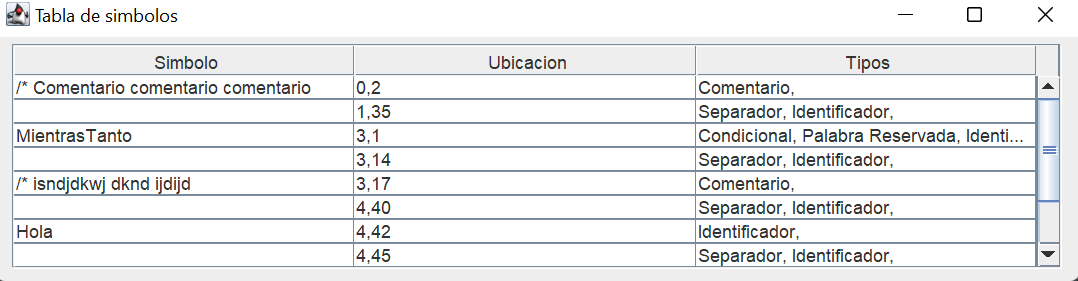 Tabla de simbolos
Simbolo Ubicacion Tipos
/* Comentario comentario comentario 0,2 Comentario,
1,35 Separador, Identificador,
MientrasTanto 3,1 Condicional, Palabra Reservada, Identi...
3,14 Separador, Identificador,
/* isndjdkwj dknd ijdijd 3,17 Comentario,
4,40 Separador, Identificador,
Hola 4,42 Identificador,
4,45 Separador, Identificador,